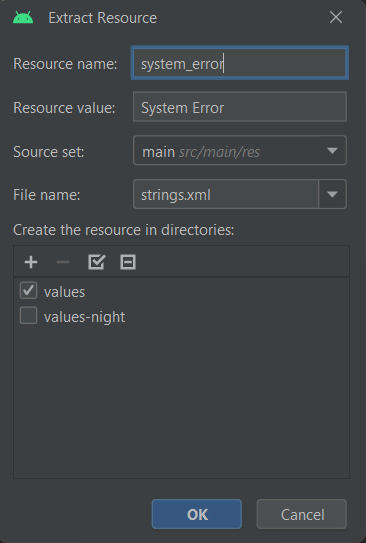 Extract Resource
Resource name: system_error
Resource value: System Error
Source set: main src/main/res
File name: strings.xml
Create the resource in directories:
values
values-night
OK Cancel